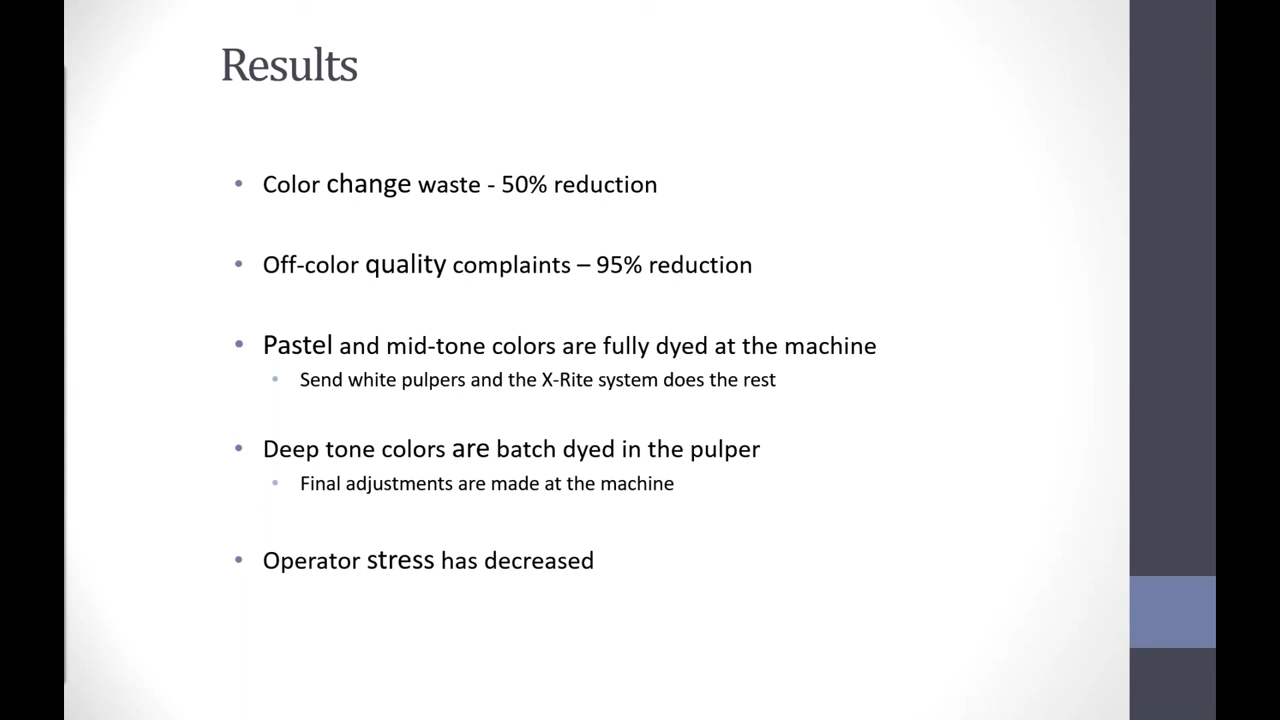 Results
• Color change waste - 50% reduction
• Off-color quality complaints – 95% reduction
• Pastel and mid-tone colors are fully dyed at the machine
• Send white pulpers and the X-Rite system does the rest
• Deep tone colors are batch dyed in the pulper
• Final adjustments are made at the machine
• Operator stress has decreased